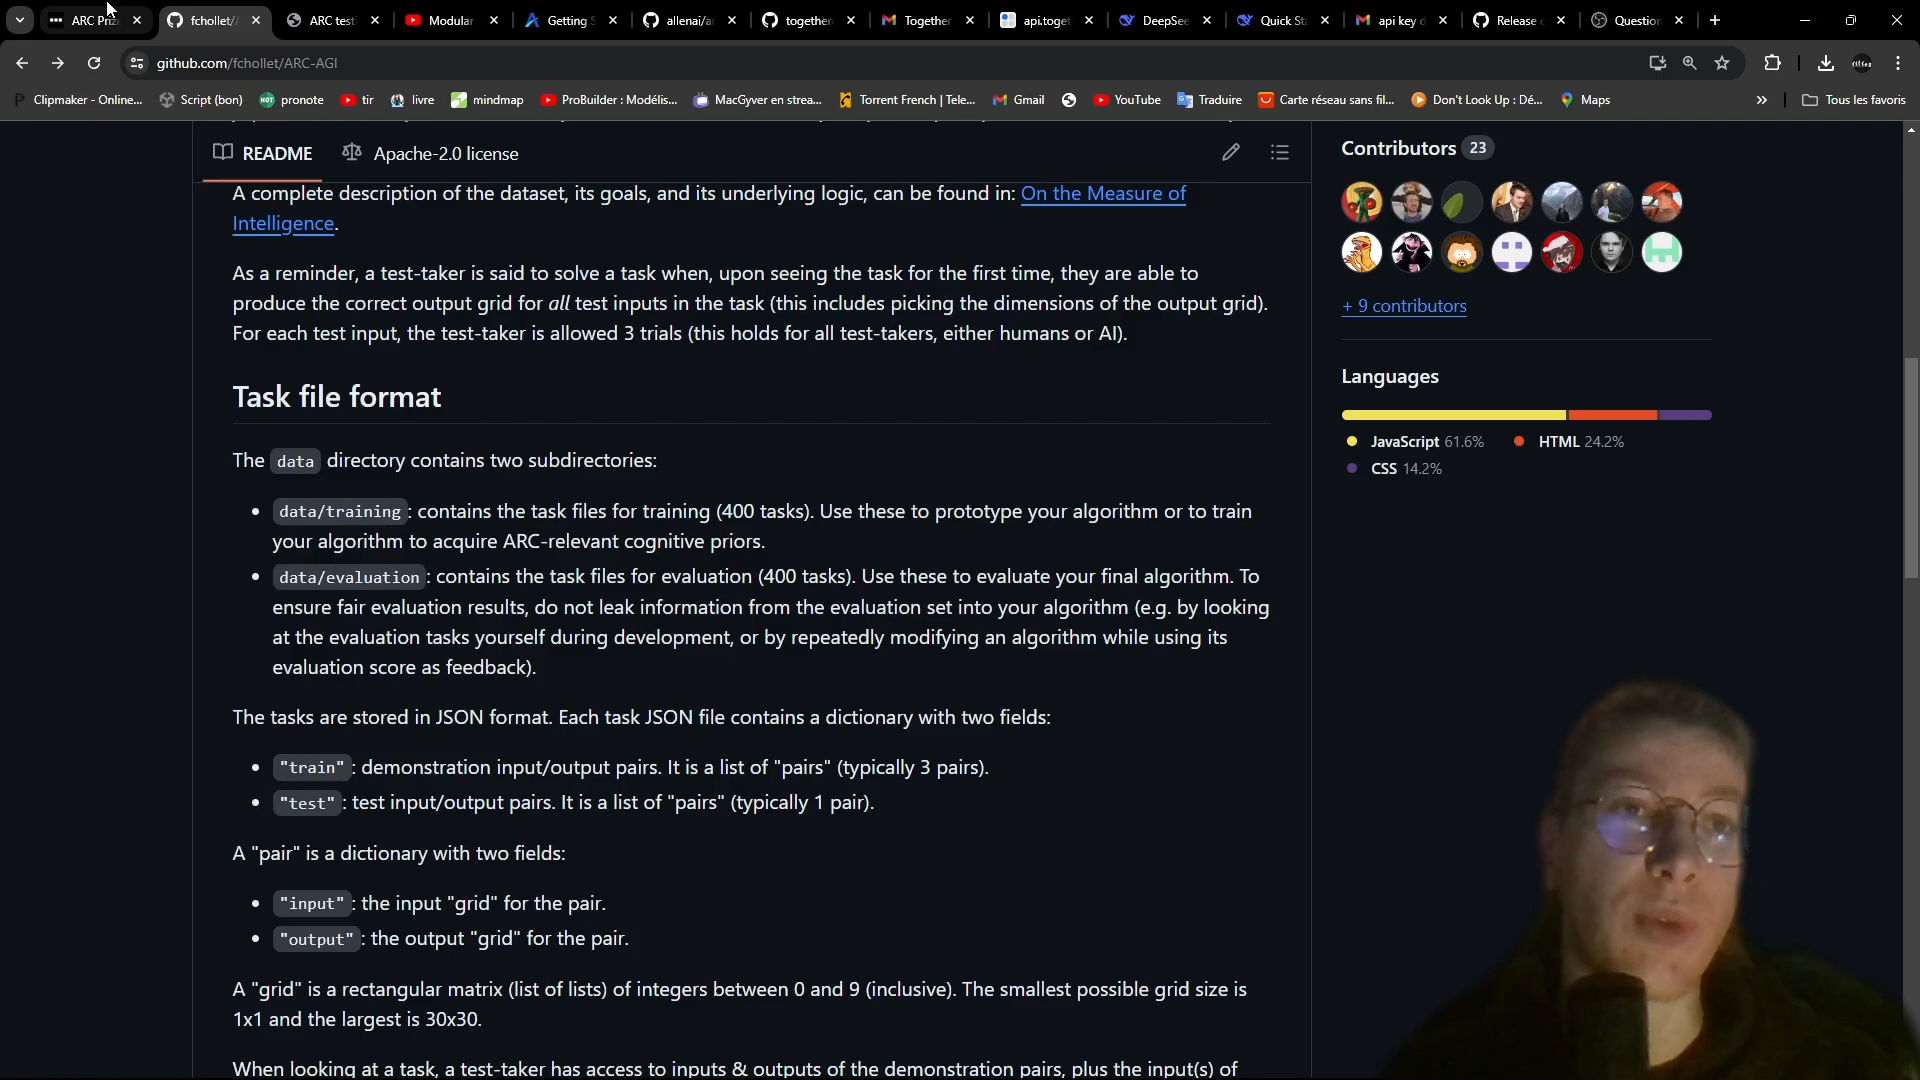 ARC Priz
fchollet/
ARC testi
Modular
Getting S
allenai/a
together
Together
api.toget
DeepSee
Quick St
api key d
Release
Question
github.com/fchollet/ARC-AGI
Clipmaker - Online...
Script (bon)
pronote
tir
livre
mindmap
ProBuilder : Modélis...
MacGyver en strea...
Torrent French | Tele...
Gmail
YouTube
Traduire
Carte réseau sans fil...
Don't Look Up : Dé...
Maps
Tous les favoris
README
Apache-2.0 license
A complete description of the dataset, its goals, and its underlying logic, can be found in: On the Measure of
Intelligence.
As a reminder, a test-taker is said to solve a task when, upon seeing the task for the first time, they are able to
produce the correct output grid for all test inputs in the task (this includes picking the dimensions of the output grid).
For each test input, the test-taker is allowed 3 trials (this holds for all test-takers, either humans or AI).
Task file format
The data directory contains two subdirectories:
• data/training : contains the task files for training (400 tasks). Use these to prototype your algorithm or to train
your algorithm to acquire ARC-relevant cognitive priors.
• data/evaluation : contains the task files for evaluation (400 tasks). Use these to evaluate your final algorithm. To
ensure fair evaluation results, do not leak information from the evaluation set into your algorithm (e.g. by looking
at the evaluation tasks yourself during development, or by repeatedly modifying an algorithm while using its
evaluation score as feedback).
The tasks are stored in JSON format. Each task JSON file contains a dictionary with two fields:
• "train" : demonstration input/output pairs. It is a list of "pairs" (typically 3 pairs).
• "test" : test input/output pairs. It is a list of "pairs" (typically 1 pair).
A "pair" is a dictionary with two fields:
• "input" : the input "grid" for the pair.
• "output" : the output "grid" for the pair.
A "grid" is a rectangular matrix (list of lists) of integers between 0 and 9 (inclusive). The smallest possible grid size is
1x1 and the largest is 30x30.
When looking at a task, a test-taker has access to inputs & outputs of the demonstration pairs, plus the input(s) of
Contributors 23
+ 9 contributors
Languages
JavaScript 61.6%
HTML 24.2%
CSS 14.2%